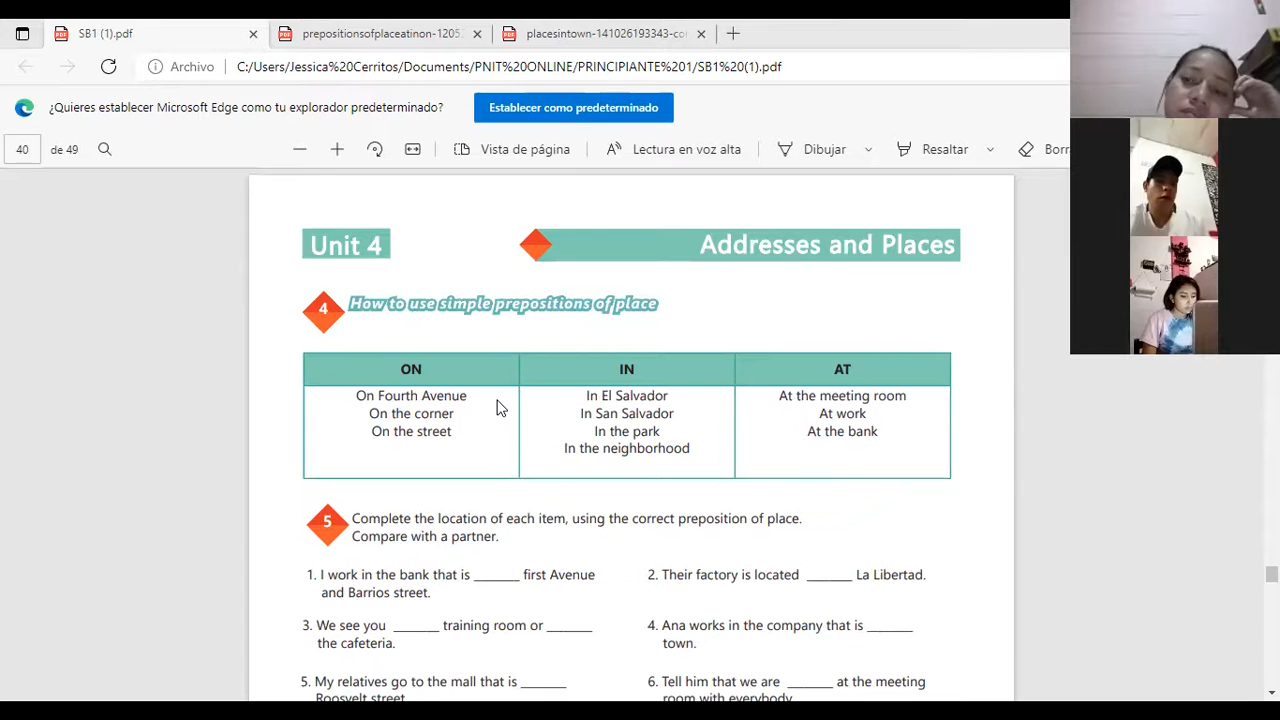 SB1 (1).pdf
prepositionsofplaceatinon-1205
placesintown-141026193343-co
Archivo
C:/Users/Jessica%20Cerritos/Documents/PNIT%20ONLINE/PRINCIPIANTE%201/SB1%20(1).pdf
¿Quieres establecer Microsoft Edge como tu explorador predeterminado?
Establecer como predeterminado
40
de 49
Vista de página
Lectura en voz alta
Dibujar
Resaltar
Borr
Unit 4
Addresses and Places
4
How to use simple prepositions of place
ON
IN
AT
On Fourth Avenue
On the corner
On the street
In El Salvador
In San Salvador
In the park
In the neighborhood
At the meeting room
At work
At the bank
5
Complete the location of each item, using the correct preposition of place.
Compare with a partner.
1. I work in the bank that is _______ first Avenue
and Barrios street.
2. Their factory is located _______ La Libertad.
3. We see you _______ training room or _______
the cafeteria.
4. Ana works in the company that is _______
town.
5. My relatives go to the mall that is _______
Roosvelt street
6. Tell him that we are _______ at the meeting
room with everybody